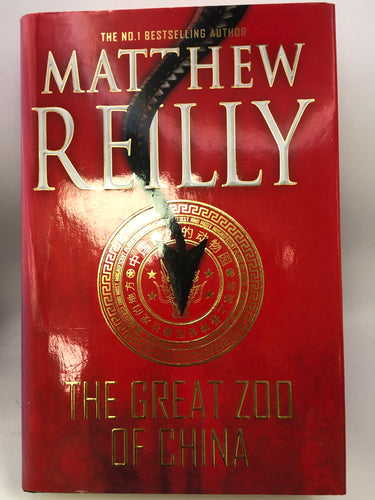 THE NO.1 BESTSELLING AUTHOR
MATTHEW
REILLY
THE GREAT ZOO
OF CHINA